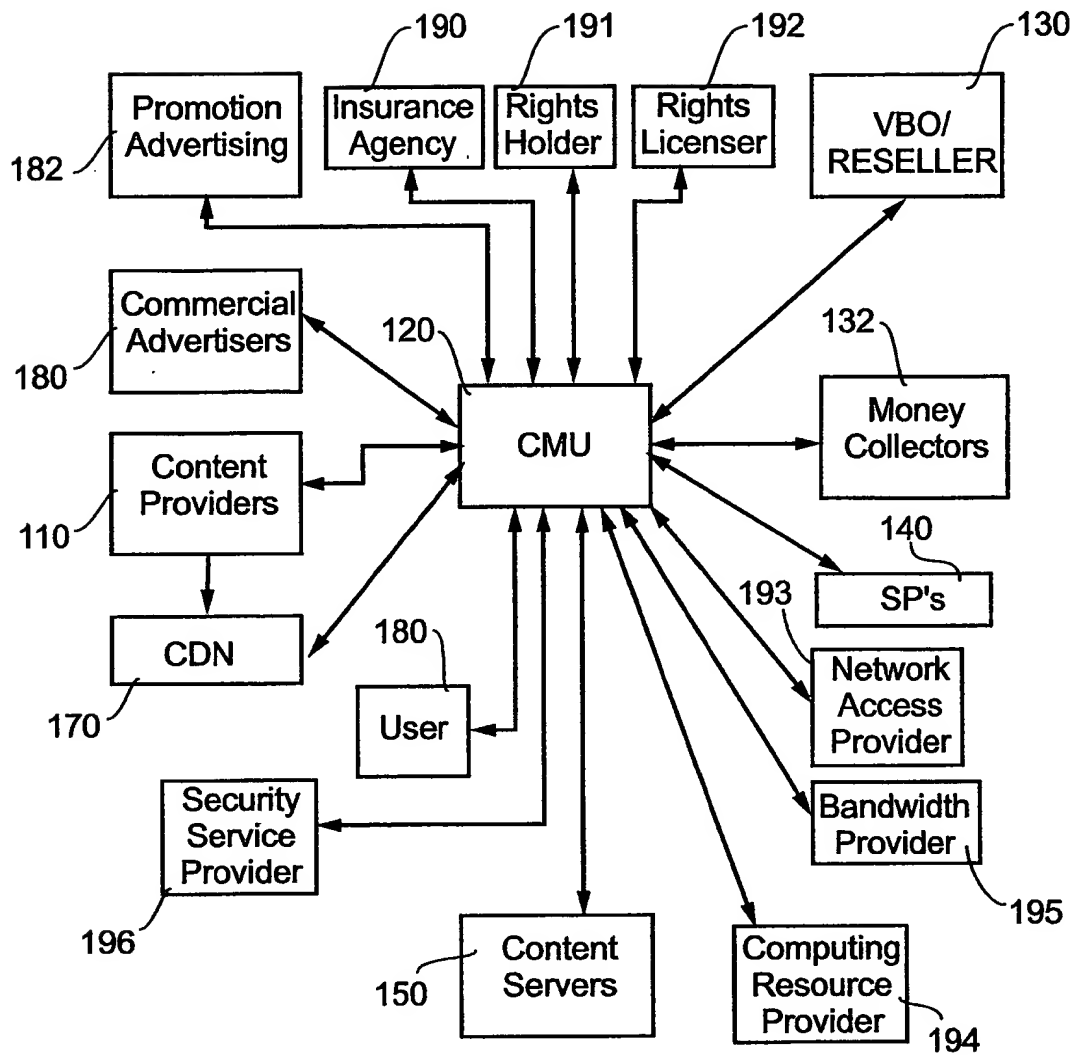 190
191
192
130
Promotion
Advertising
182
Insurance
Agency
Rights
Holder
Rights
Licenser
VBO/
RESELLER
Commercial
Advertisers
180
120
CMU
132
Money
Collectors
Content
Providers
110
140
SP's
CDN
170
193
Network
Access
Provider
180
User
Security
Service
Provider
196
Bandwidth
Provider
195
Content
Servers
150
Computing
Resource
Provider
194